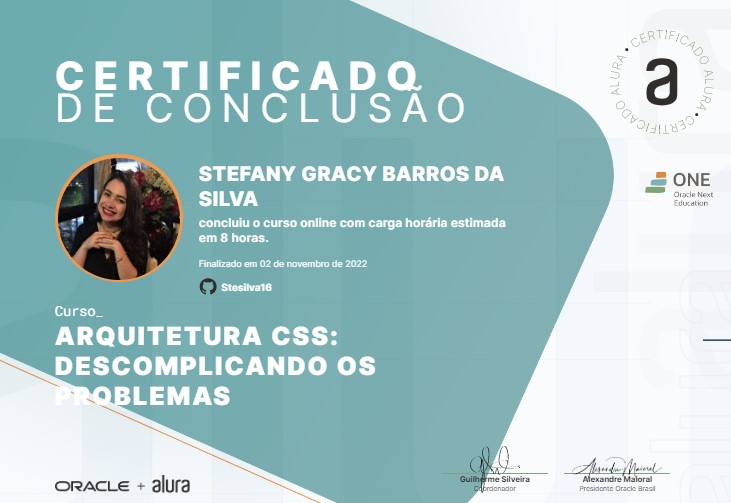 CERTIFICADO
DE CONCLUSÃO
CERTIFICADO ALURA • CERTIFICADO ALURA •
a
ONE
Oracle Next
Education
STEFANY GRACY BARROS DA
SILVA
concluiu o curso online com carga horária estimada
em 8 horas.
Finalizado em 02 de novembro de 2022
Stesilva16
Curso_
ARQUITETURA CSS:
DESCOMPLICANDO OS
PROBLEMAS
ORACLE + alura
Guilherme Silveira
Coordenador
Alexandre Maioral
Presidente Oracle Brasil